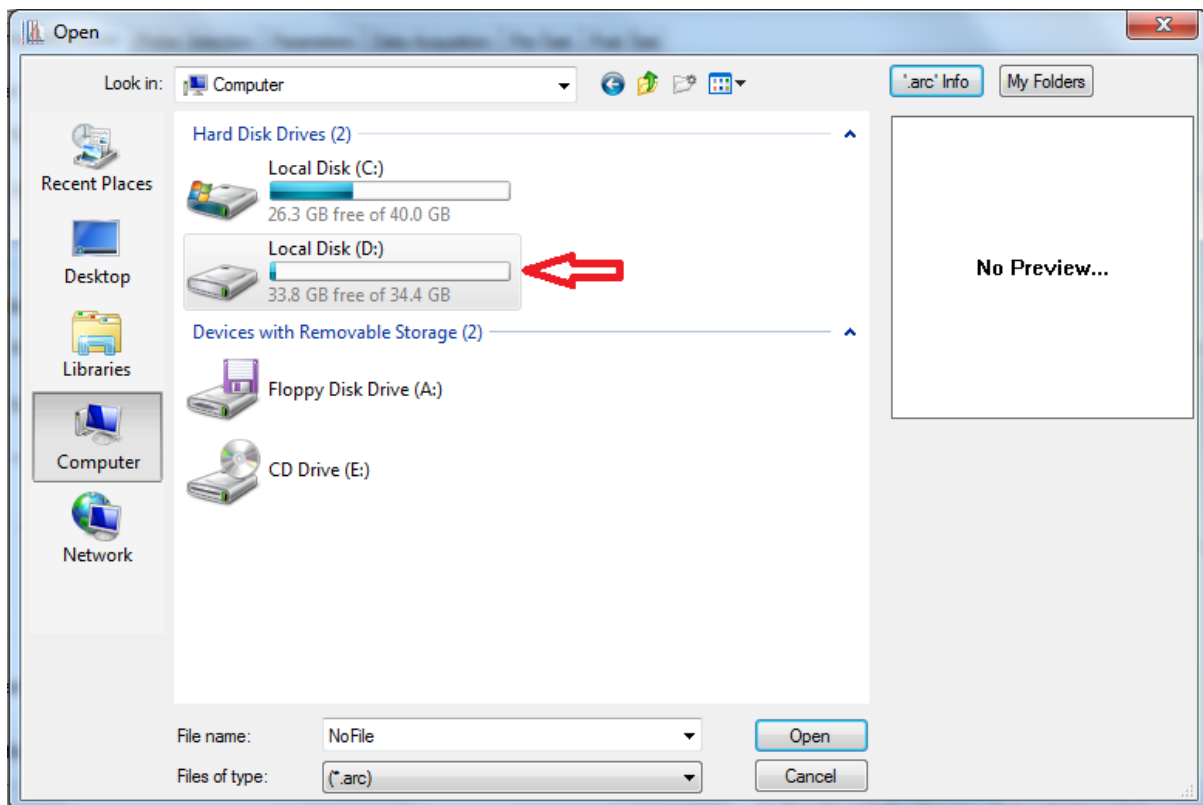 Open
Look in: Computer
'.arc' Info
My Folders
Recent Places
Desktop
Libraries
Computer
Network
Hard Disk Drives (2)
Local Disk (C:)
26.3 GB free of 40.0 GB
Local Disk (D:)
33.8 GB free of 34.4 GB
Devices with Removable Storage (2)
Floppy Disk Drive (A:)
CD Drive (E:)
No Preview...
File name: NoFile
Open
Files of type: (*.arc)
Cancel